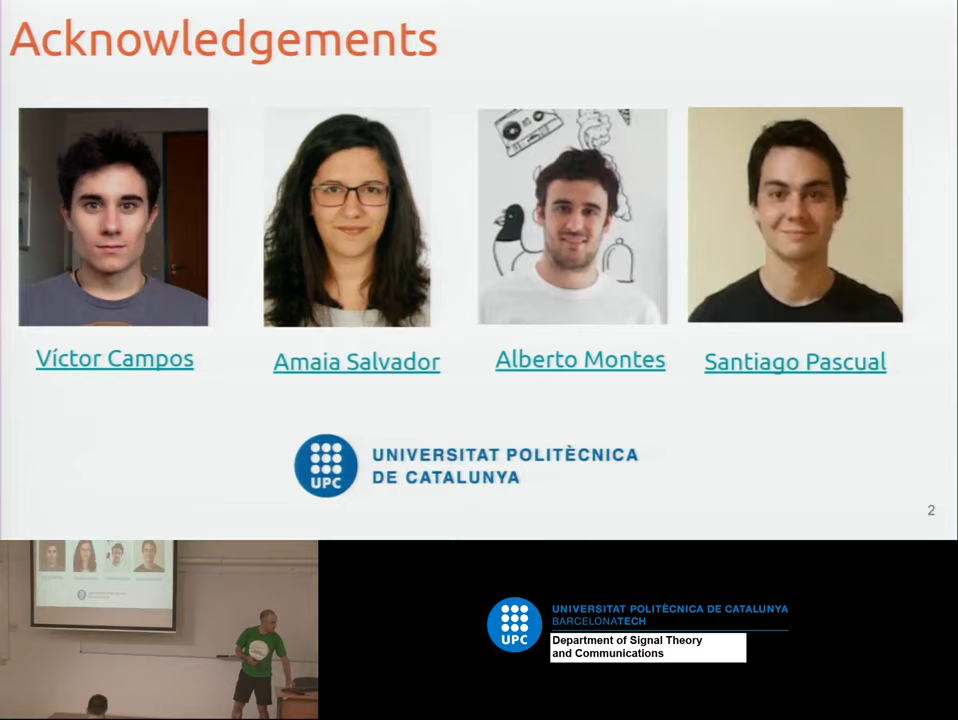 Acknowledgements
Víctor Campos
Amaia Salvador
Alberto Montes
Santiago Pascual
UPC
UNIVERSITAT POLITÈCNICA
DE CATALUNYA
2
UPC
UNIVERSITAT POLITÈCNICA DE CATALUNYA
BARCELONATECH
Department of Signal Theory
and Communications